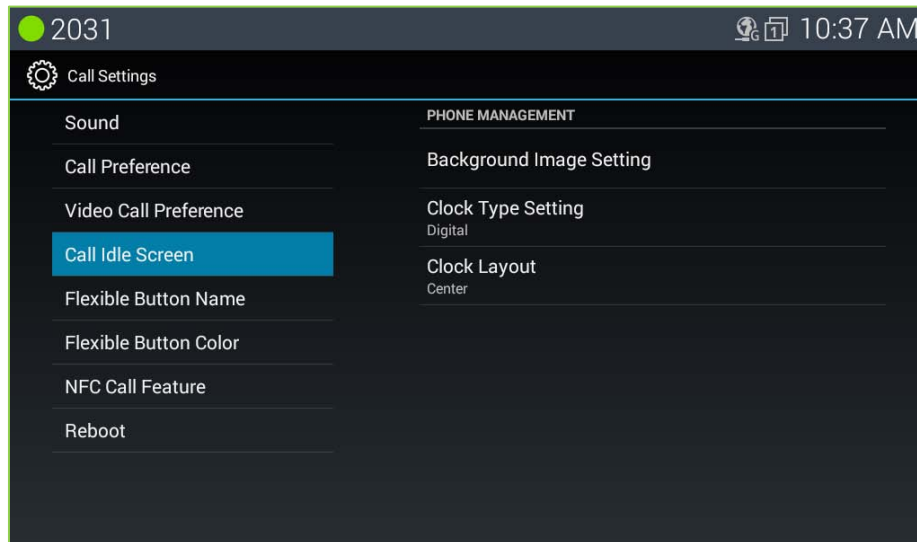 2031
G 1 10:37 AM
Call Settings
Sound
Call Preference
Video Call Preference
Call Idle Screen
Flexible Button Name
Flexible Button Color
NFC Call Feature
Reboot
PHONE MANAGEMENT
Background Image Setting
Clock Type Setting
Digital
Clock Layout
Center